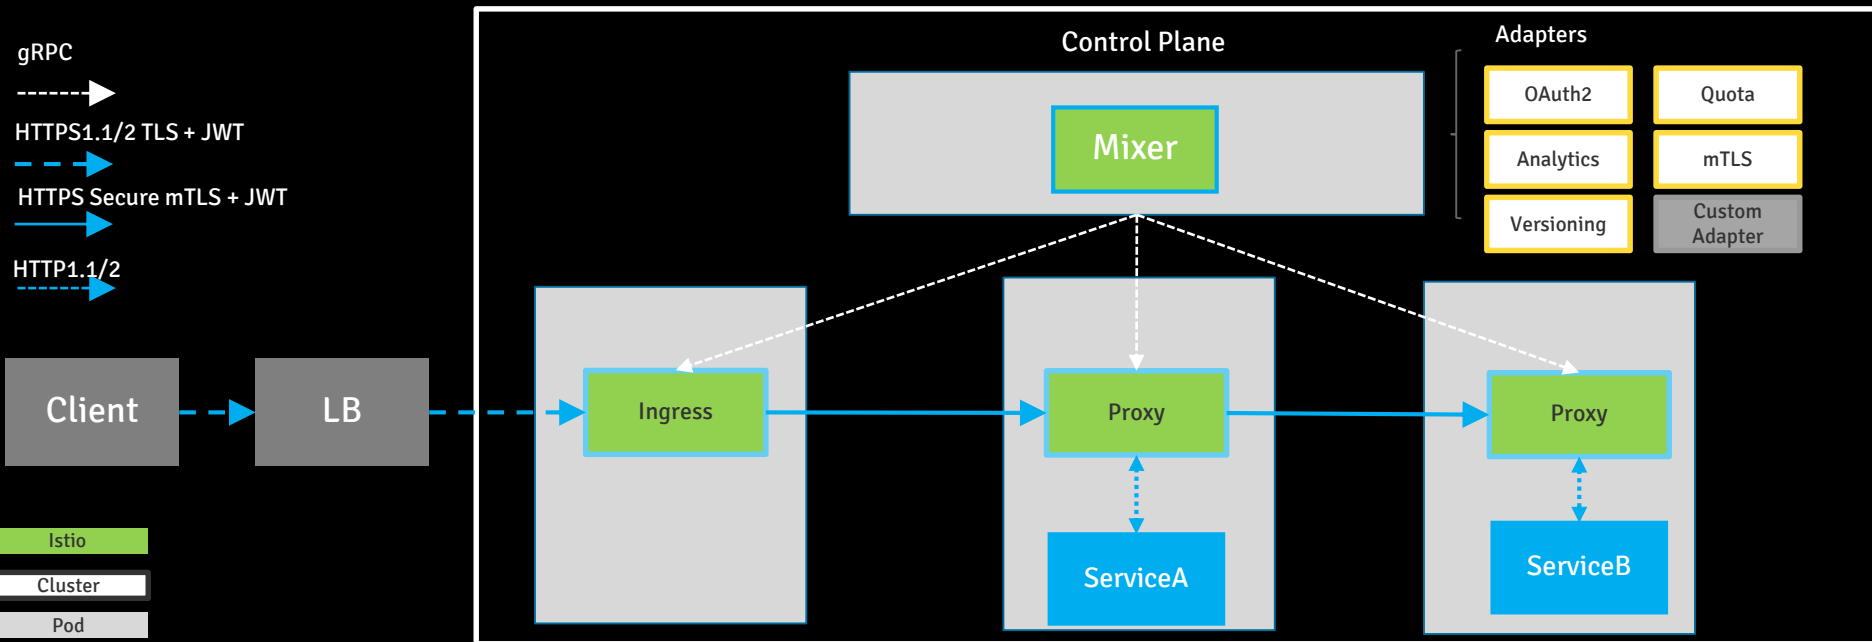 gRPC
HTTPS1.1/2 TLS + JWT
HTTPS Secure mTLS + JWT
HTTP1.1/2
Client
LB
Istio
Cluster
Pod
Control Plane
Mixer
Adapters
OAuth2
Quota
Analytics
mTLS
Versioning
Custom
Adapter
Ingress
Proxy
Proxy
ServiceA
ServiceB